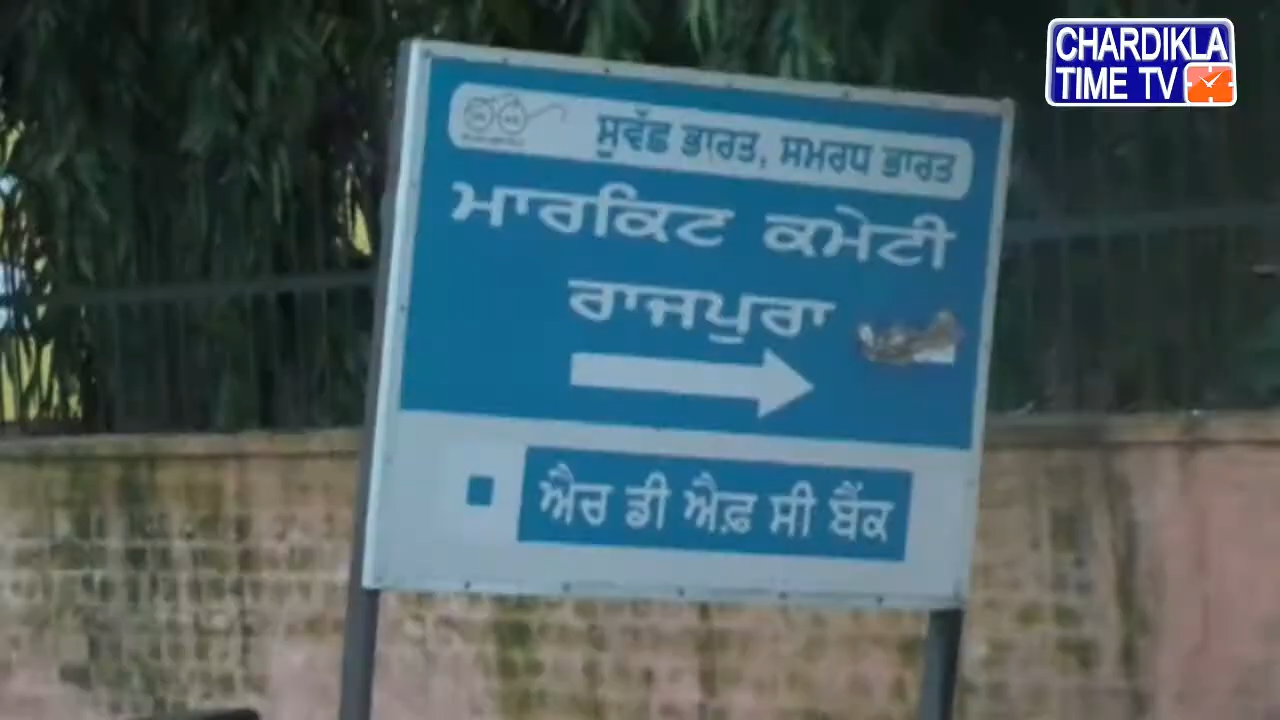 CHARDIKLA
TIME TV
ਸੁਵੱਛ ਭਾਰਤ, ਸਮਰਧ ਭਾਰਤ
ਮਾਰਕਿਟ ਕਮੇਟੀ
ਰਾਜਪੁਰਾ
ਐਚ ਡੀ ਐਫ਼ ਸੀ ਬੈਂਕ